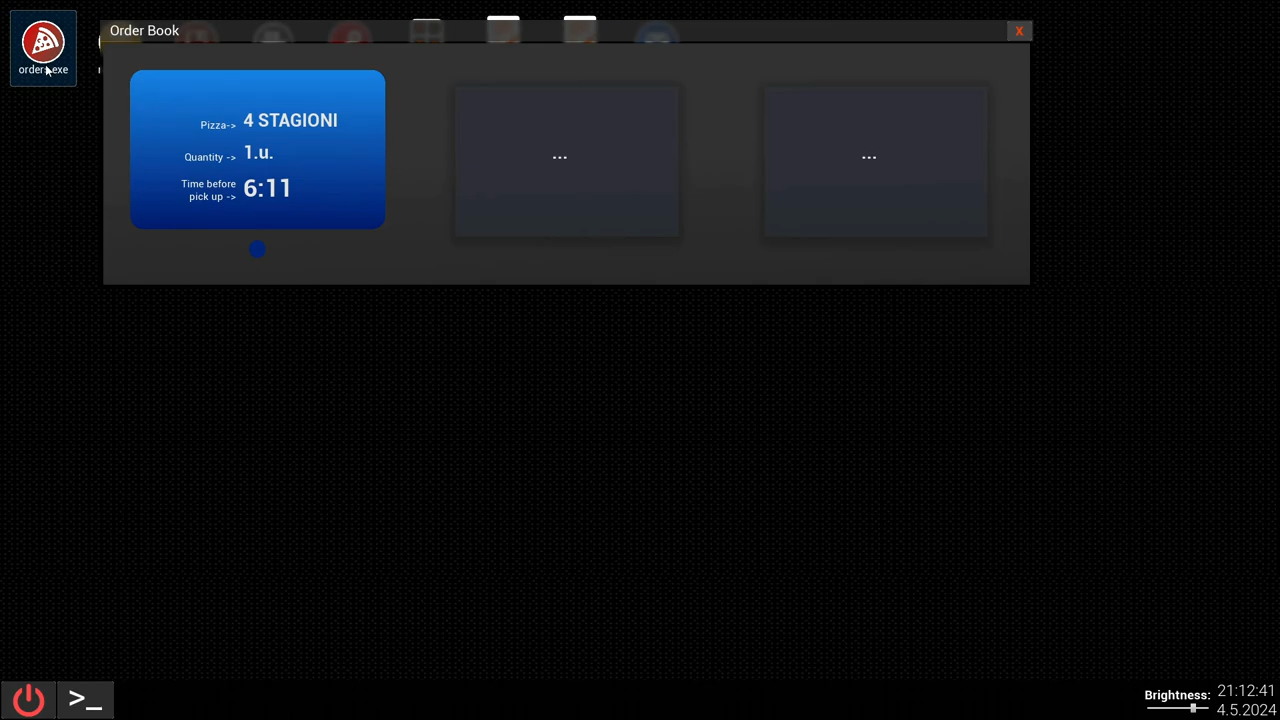 Order Book
X
order.exe
Pizza-> 4 STAGIONI
Quantity -> 1.u.
Time before
pick up -> 6:11
...
...
>_
Brightness:
21:12:41
4.5.2024